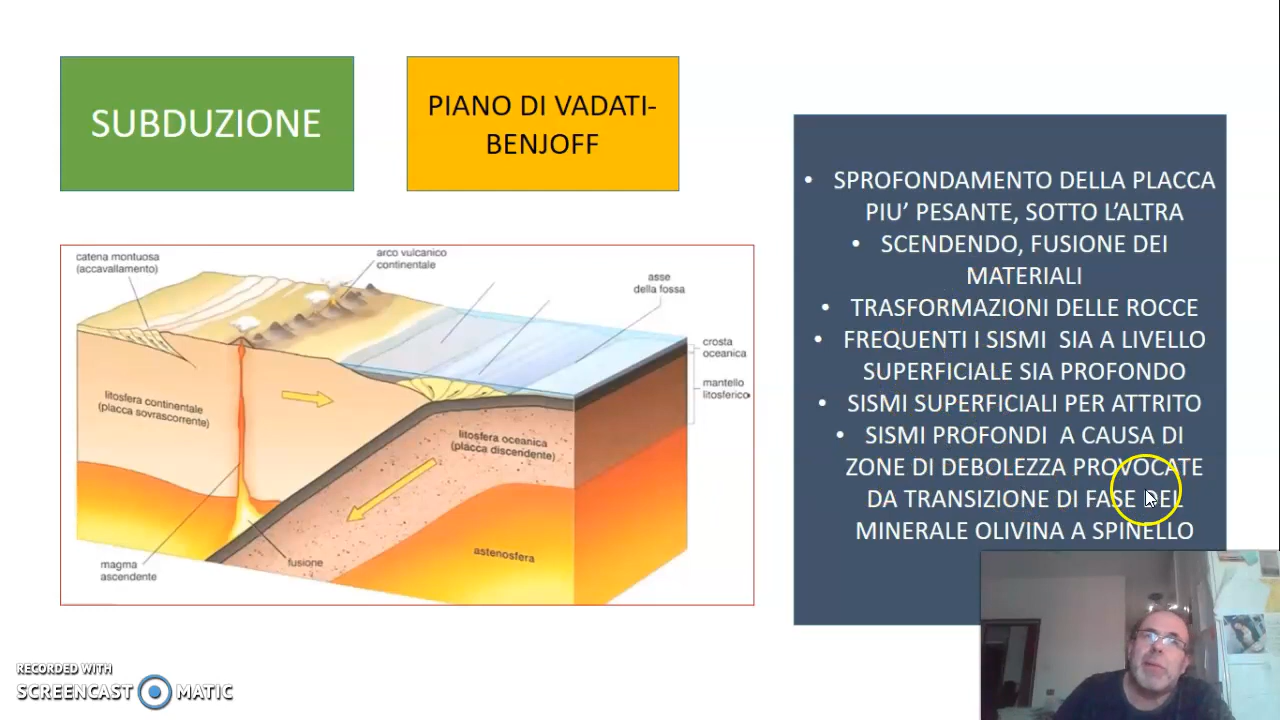 SUBDUZIONE
PIANO DI VADATI-
BENJOFF
• SPROFONDAMENTO DELLA PLACCA
PIU' PESANTE, SOTTO L'ALTRA
• SCENDENDO, FUSIONE DEI
MATERIALI
• TRASFORMAZIONI DELLE ROCCE
• FREQUENTI I SISMI SIA A LIVELLO
SUPERFICIALE SIA PROFONDO
• SISMI SUPERFICIALI PER ATTRITO
• SISMI PROFONDI A CAUSA DI
ZONE DI DEBOLEZZA PROVOCATE
DA TRANSIZIONE DI FASE DEL
MINERALE OLIVINA A SPINELLO
catena montuosa
(accavallamento)
arco vulcanico
continentale
asse
della fossa
crosta
oceanica
mantello
litosferico
litosfera continentale
(placca sovrascorrente)
litosfera oceanica
(placca discendente)
astenosfera
magma
ascendente
fusione
RECORDED WITH
SCREENCAST MATIC